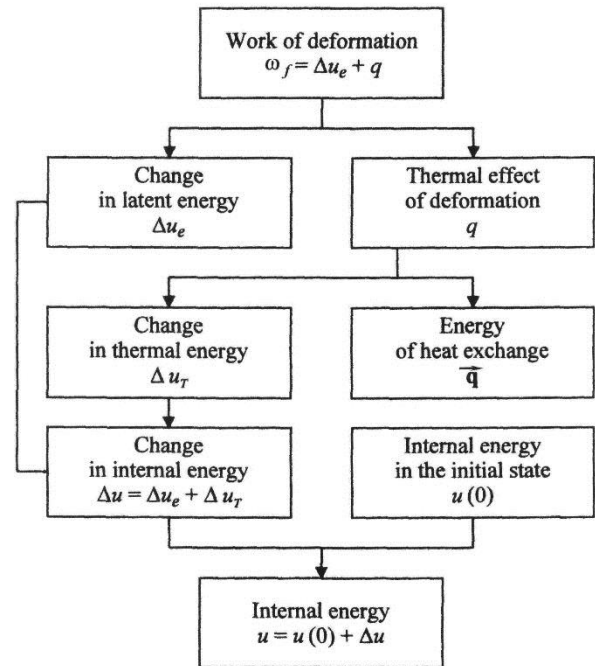 Work of deformation
ω_f = Δu_e + q
Change
in latent energy
Δu_e
Thermal effect
of deformation
q
Change
in thermal energy
Δ u_T
Energy
of heat exchange
q⃗
Change
in internal energy
Δu = Δu_e + Δ u_T
Internal energy
in the initial state
u (0)
Internal energy
u = u (0) + Δu